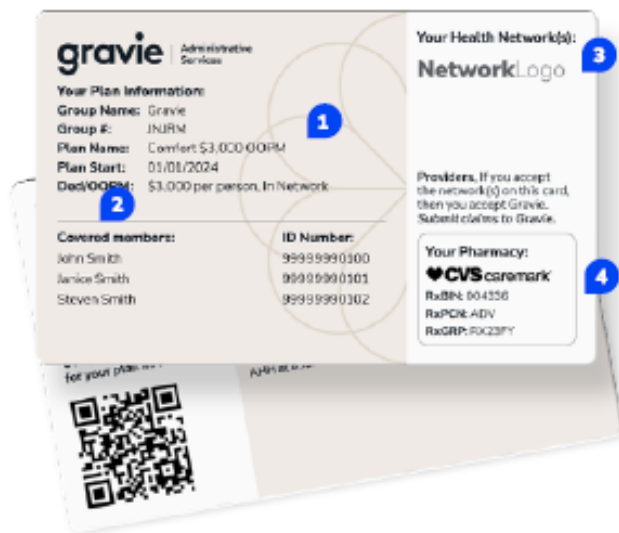 gravie Administrative Services
Your Plan Information:
Group Name: Gravie
Group #: JNJRM
Plan Name: Comfort $3,000 OOPM
Plan Start: 01/01/2024
Ded/OOPM: $3,000 per person, In Network
Covered members: ID Number:
John Smith 99999990100
Janice Smith 99999990101
Steven Smith 99999990102
Your Health Network(s):
NetworkLogo
Providers, If you accept
the network(s) on this card,
then you accept Gravie.
Submit claims to Gravie.
Your Pharmacy:
CVS caremark
RxBIN: 004336
RxPCN: ADV
RxGRP: RX23FY
1
2
3
4
for your plan